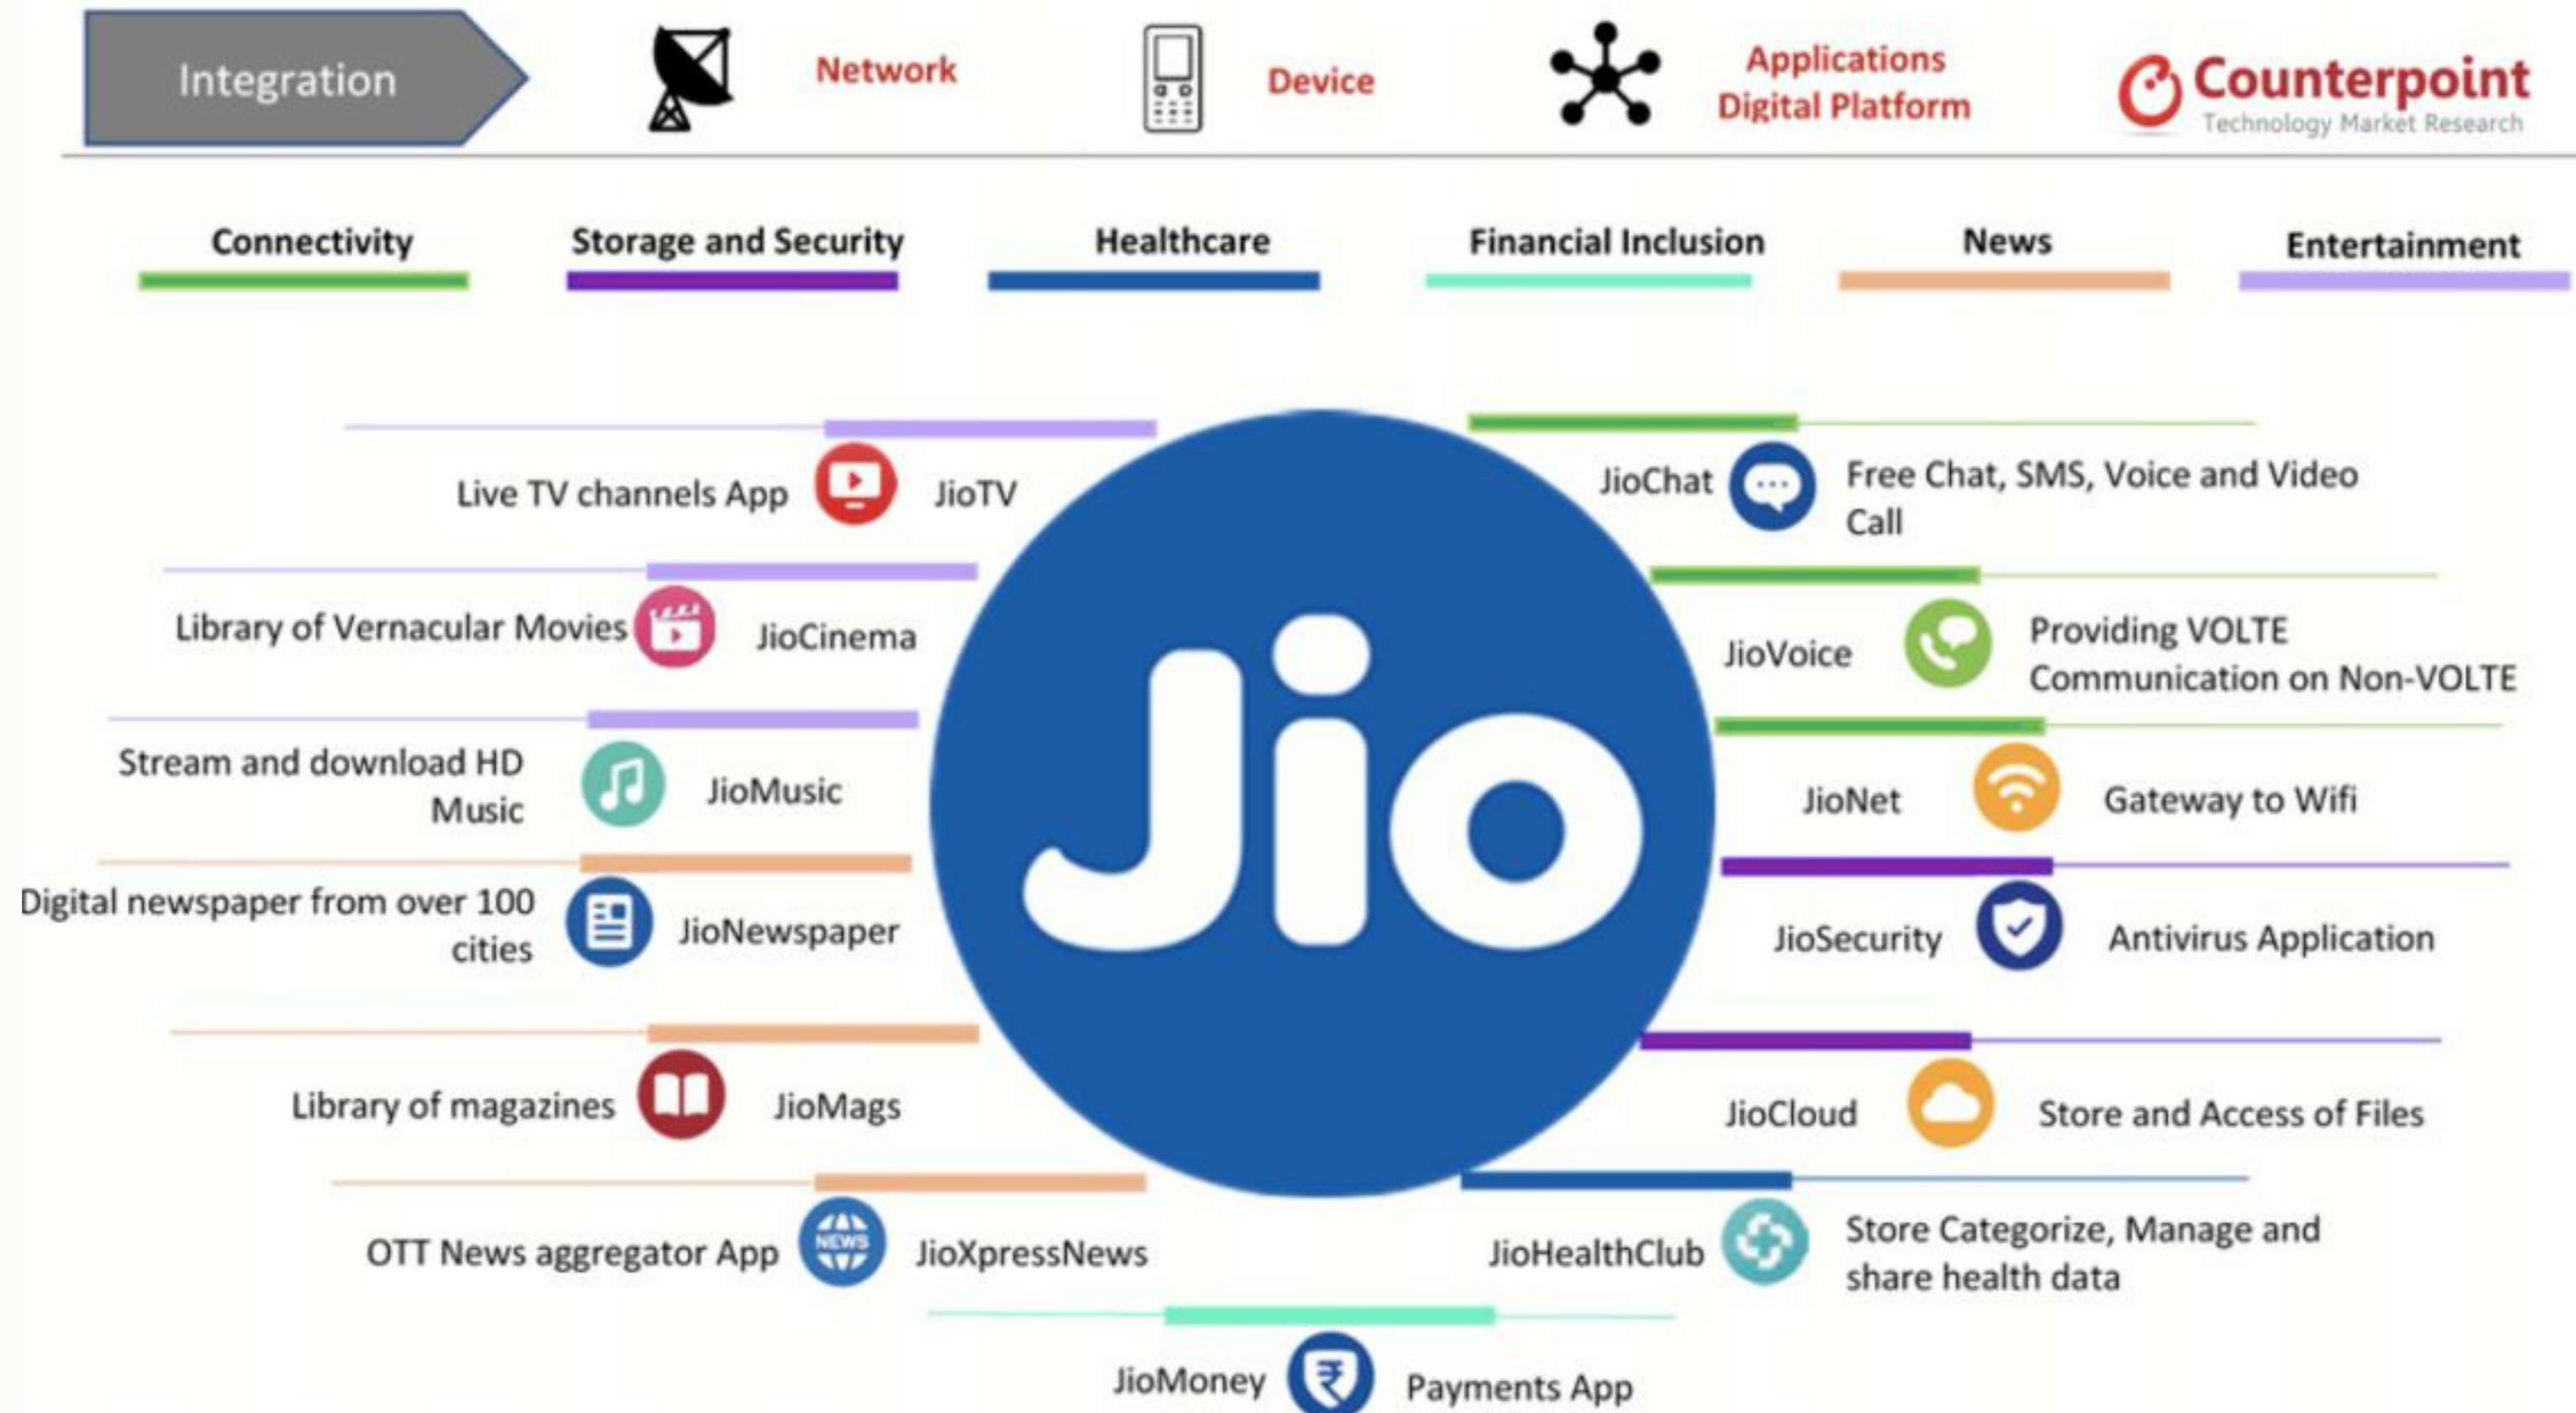 Integration
Network
Device
Applications
Digital Platform
Counterpoint
Technology Market Research
Connectivity
Storage and Security
Healthcare
Financial Inclusion
News
Entertainment
Live TV channels App
JioTV
Library of Vernacular Movies
JioCinema
Stream and download HD
Music
JioMusic
Digital newspaper from over 100
cities
JioNewspaper
Library of magazines
JioMags
OTT News aggregator App
NEWS
JioXpressNews
Jio
JioChat
Free Chat, SMS, Voice and Video
Call
JioVoice
Providing VOLTE
Communication on Non-VOLTE
JioNet
Gateway to Wifi
JioSecurity
Antivirus Application
JioCloud
Store and Access of Files
JioHealthClub
Store Categorize, Manage and
share health data
JioMoney
₹
Payments App